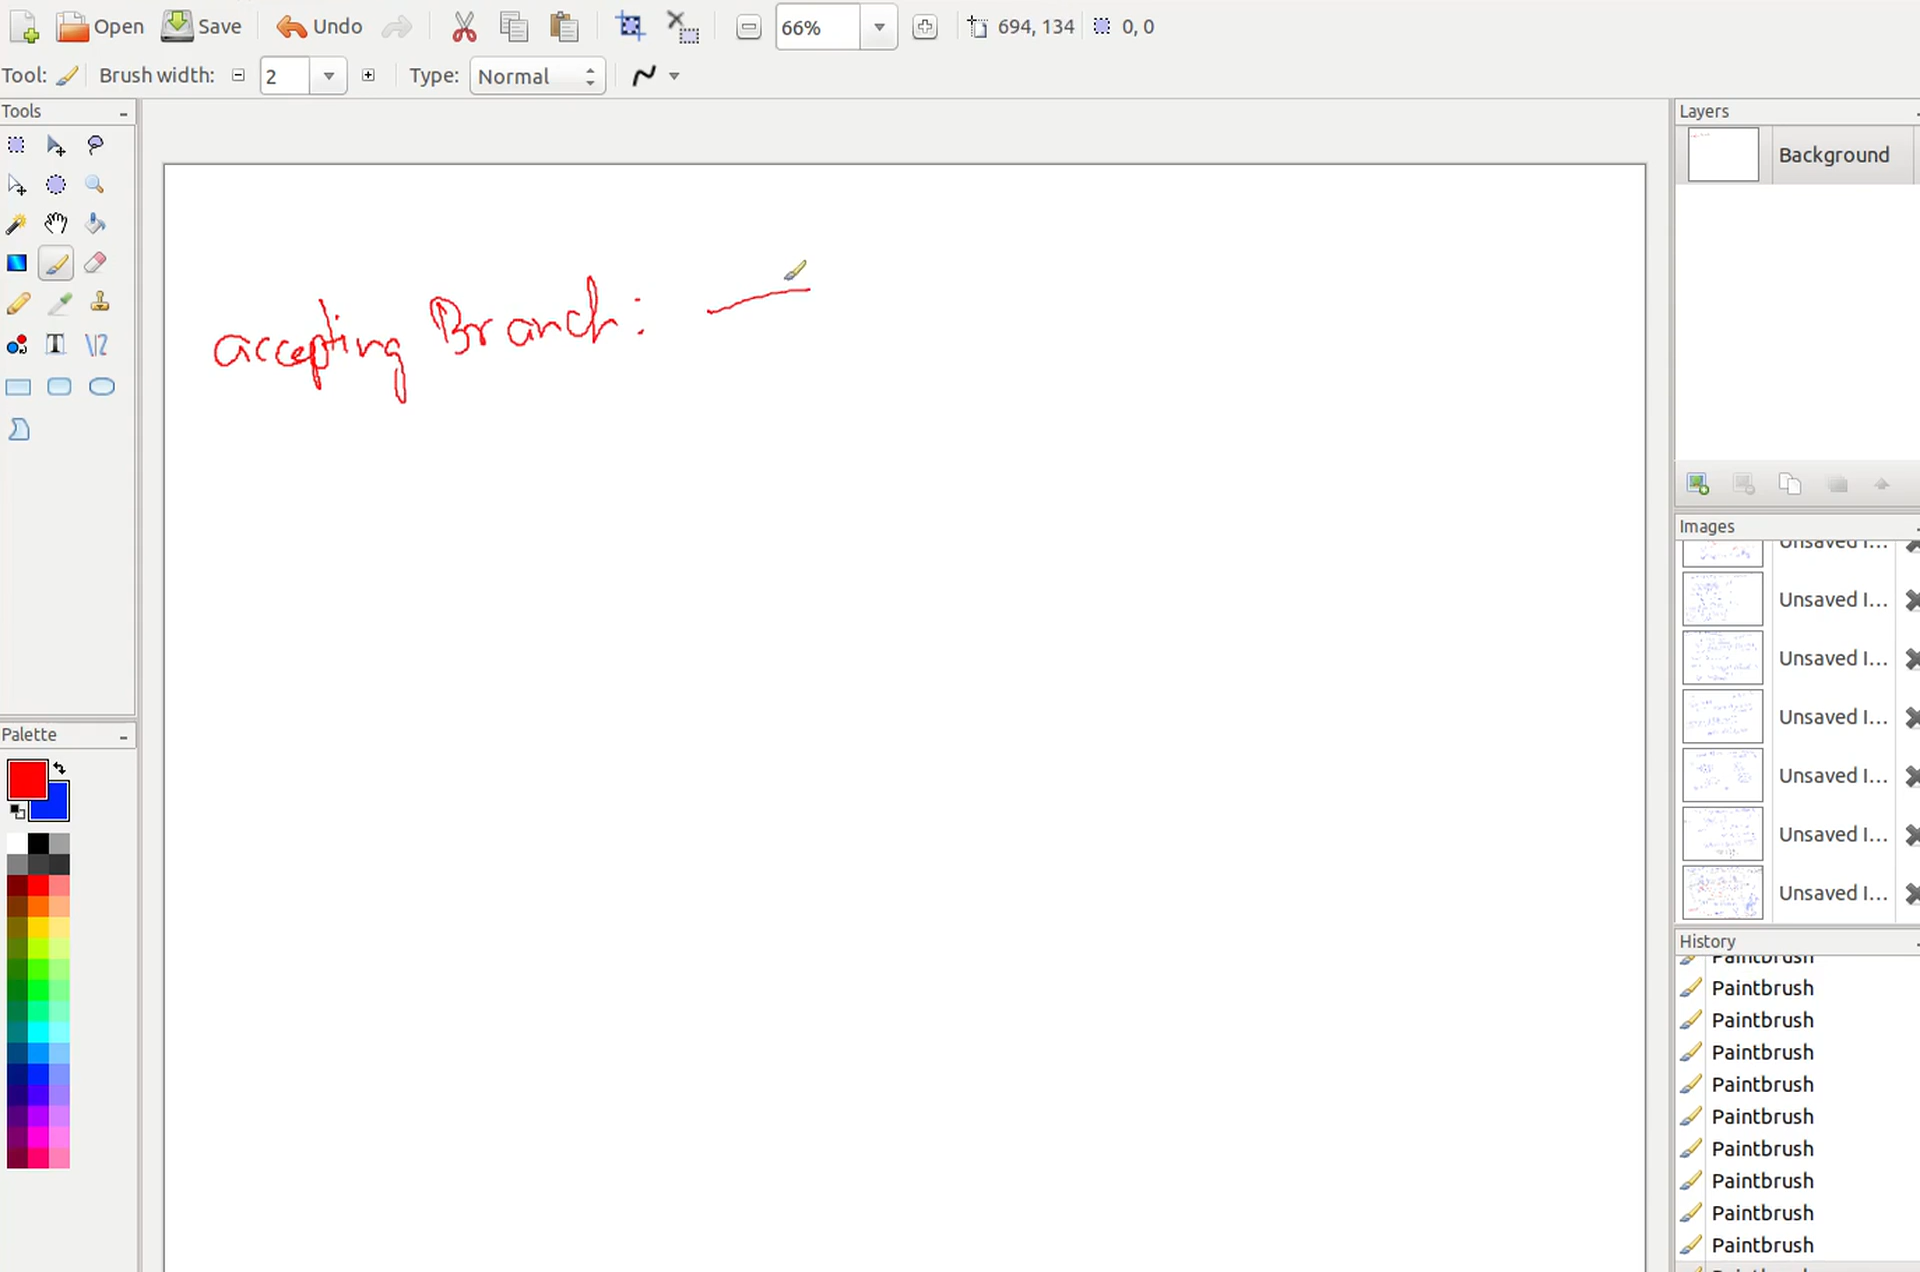 Open Save Undo 66% 694, 134 0, 0
Tool: Brush width: 2 Type: Normal
Tools
Layers
Background
accepting Branch:
Images
Unsaved I...
Unsaved I...
Unsaved I...
Unsaved I...
Unsaved I...
Unsaved I...
Unsaved I...
Palette
History
Paintbrush
Paintbrush
Paintbrush
Paintbrush
Paintbrush
Paintbrush
Paintbrush
Paintbrush
Paintbrush
Paintbrush